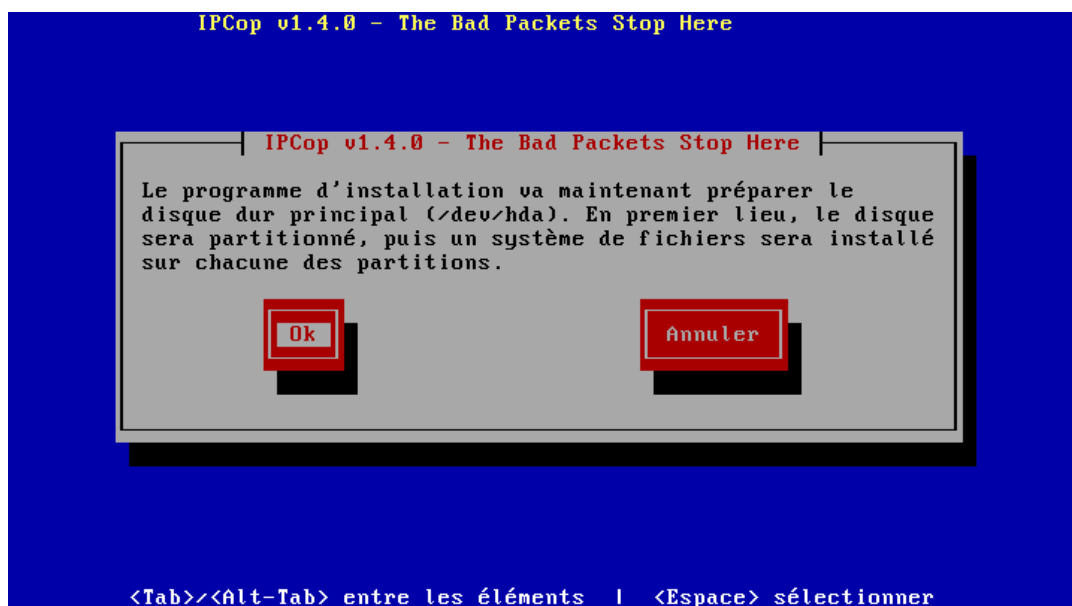 IPCop v1.4.0 - The Bad Packets Stop Here
IPCop v1.4.0 - The Bad Packets Stop Here
Le programme d'installation va maintenant préparer le
disque dur principal (/dev/hda). En premier lieu, le disque
sera partitionné, puis un système de fichiers sera installé
sur chacune des partitions.
Ok Annuler
<Tab>/<Alt-Tab> entre les éléments | <Espace> sélectionner